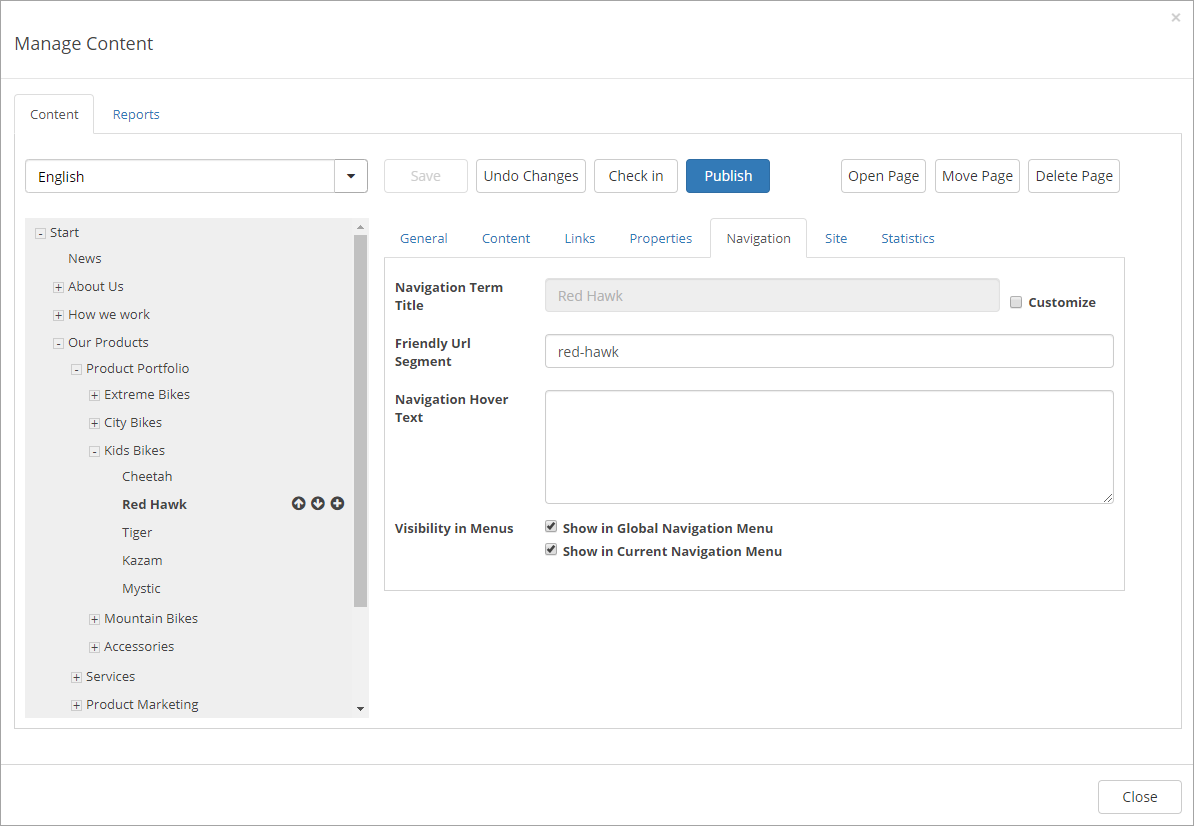 ×
Manage Content
Content
Reports
English
Save
Undo Changes
Check in
Publish
Open Page
Move Page
Delete Page
Start
News
About Us
How we work
Our Products
Product Portfolio
Extreme Bikes
City Bikes
Kids Bikes
Cheetah
Red Hawk
Tiger
Kazam
Mystic
Mountain Bikes
Accessories
Services
Product Marketing
General
Content
Links
Properties
Navigation
Site
Statistics
Navigation Term
Title
Red Hawk
Customize
Friendly Url
Segment
red-hawk
Navigation Hover
Text
Visibility in Menus
Show in Global Navigation Menu
Show in Current Navigation Menu
Close